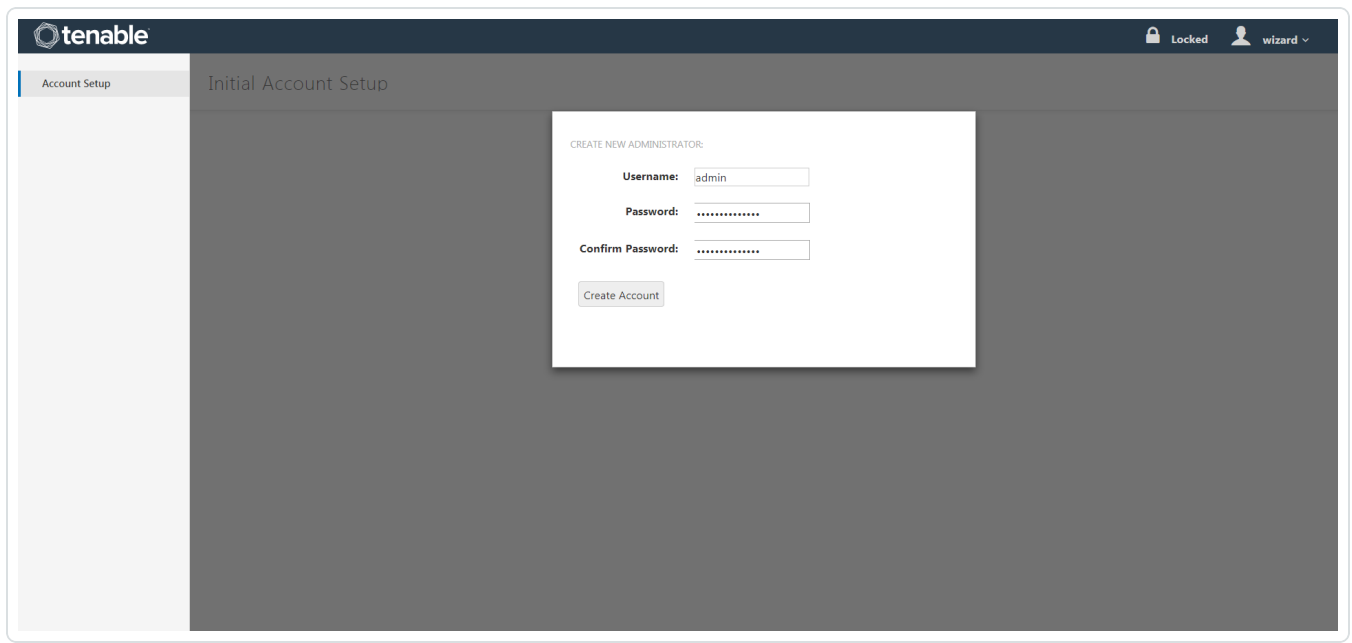 tenable
Locked
wizard
Account Setup
Initial Account Setup
CREATE NEW ADMINISTRATOR:
Username: admin
Password: ••••••••••••••
Confirm Password: ••••••••••••••
Create Account